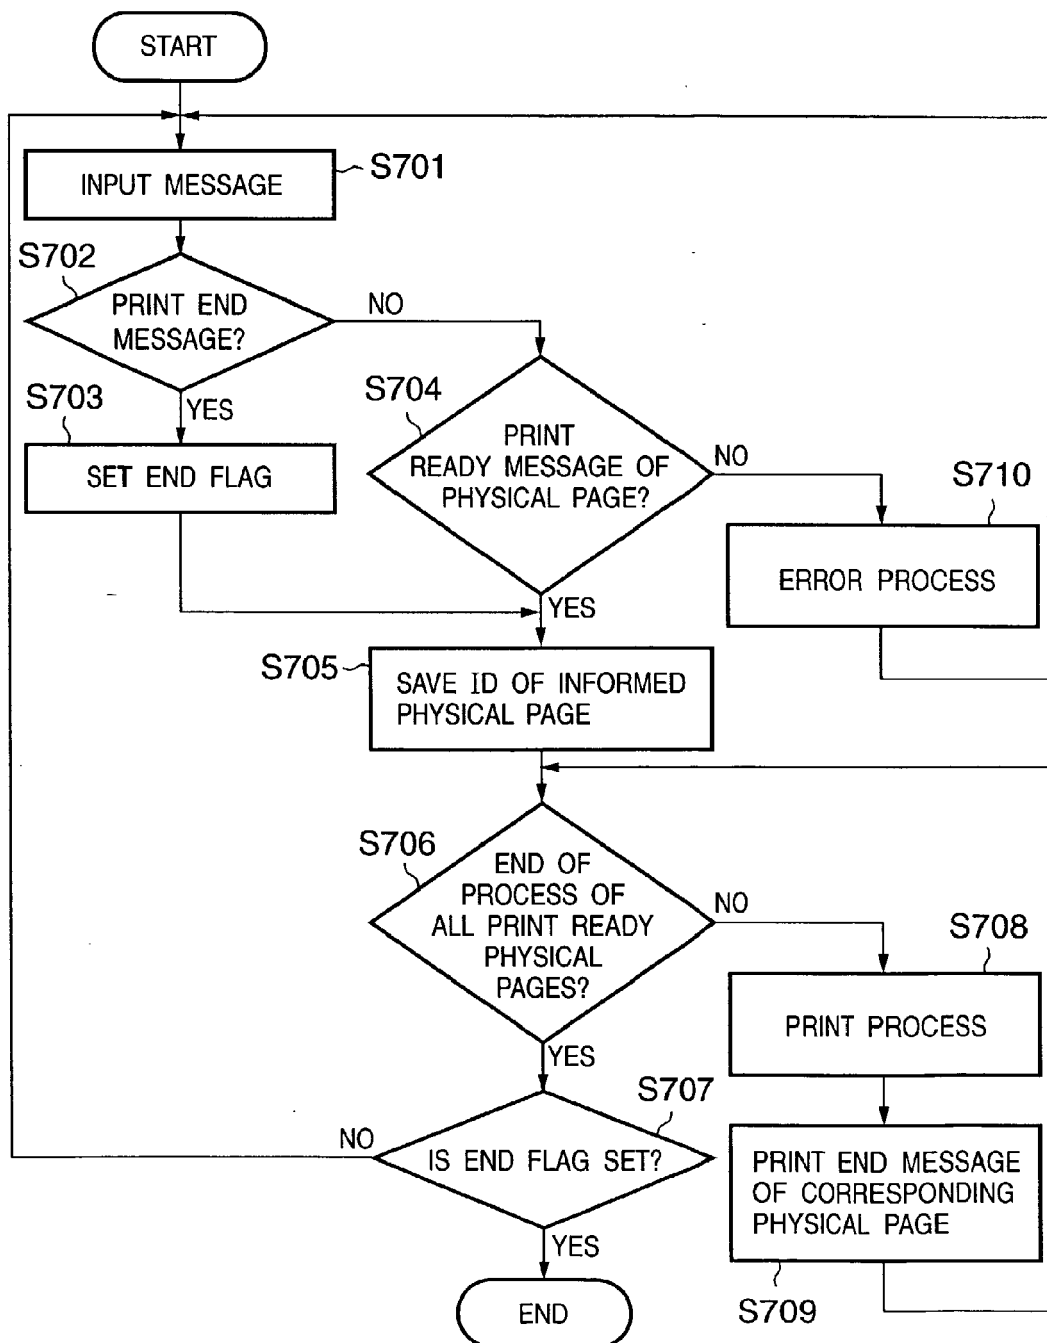 START
INPUT MESSAGE
S701
S702
PRINT END
MESSAGE?
NO
YES
S703
SET END FLAG
S704
PRINT
READY MESSAGE OF
PHYSICAL PAGE?
NO
YES
S710
ERROR PROCESS
S705
SAVE ID OF INFORMED
PHYSICAL PAGE
S706
END OF
PROCESS OF
ALL PRINT READY
PHYSICAL
PAGES?
NO
YES
S708
PRINT PROCESS
S707
IS END FLAG SET?
NO
YES
PRINT END MESSAGE
OF CORRESPONDING
PHYSICAL PAGE
S709
END